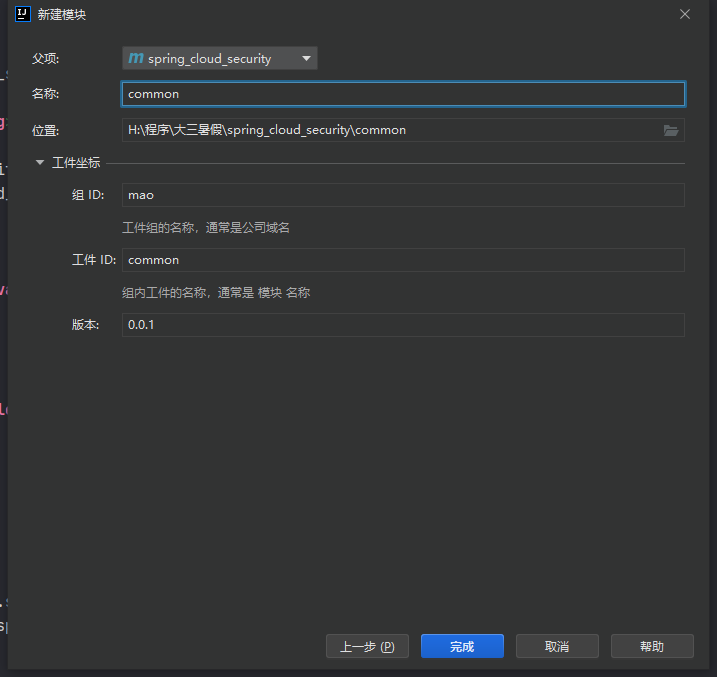 新建模块
父项:
spring_cloud_security
名称:
common
位置:
H:\程序\大三暑假\spring_cloud_security\common
工件坐标
组 ID:
mao
工件组的名称，通常是公司域名
工件 ID:
common
组内工件的名称，通常是 模块 名称
版本:
0.0.1
上一步 (P)
完成
取消
帮助